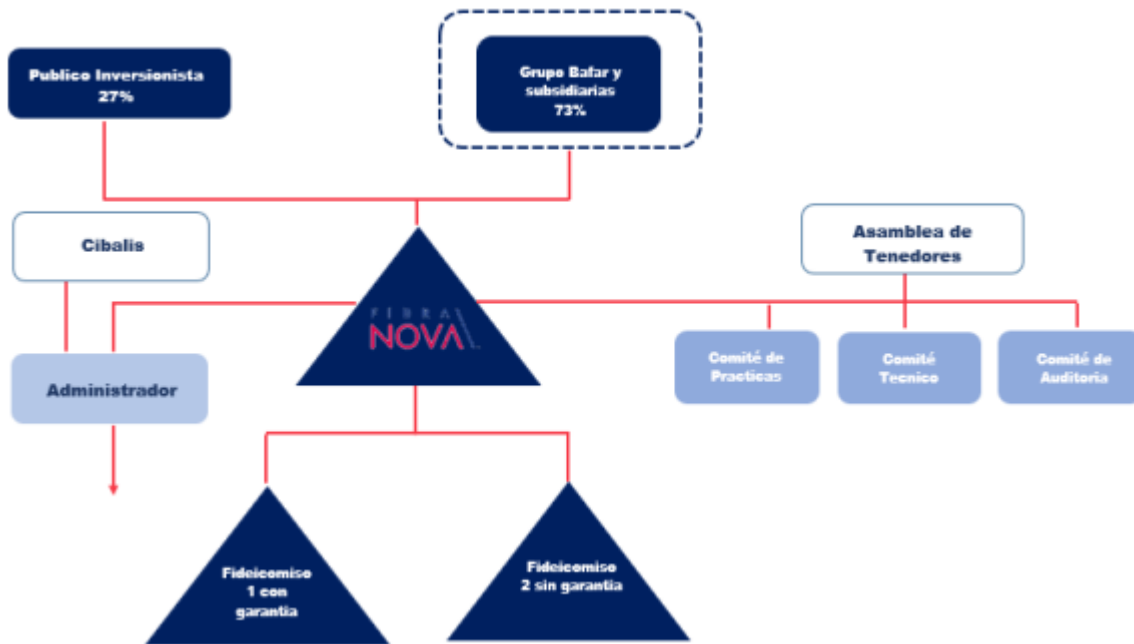 Publico Inversionista
27%
Grupo Bafar y
subsidiarias
73%
Cibalis
Asamblea de
Tenedores
FIBRA
NOVA
Administrador
Comité de
Practicas
Comité
Tecnico
Comité de
Auditoria
Fideicomiso
1 con
garantia
Fideicomiso
2 sin garantia